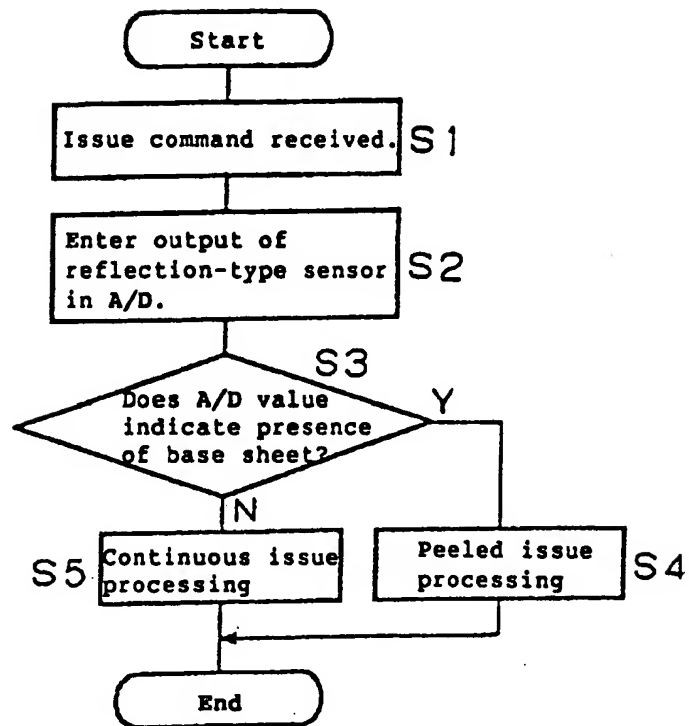 Start
Issue command received.
S1
Enter output of
reflection-type sensor
in A/D.
S2
S3
Does A/D value
indicate presence
of base sheet?
Y
N
S5
Continuous issue
processing
Peeled issue
processing
S4
End